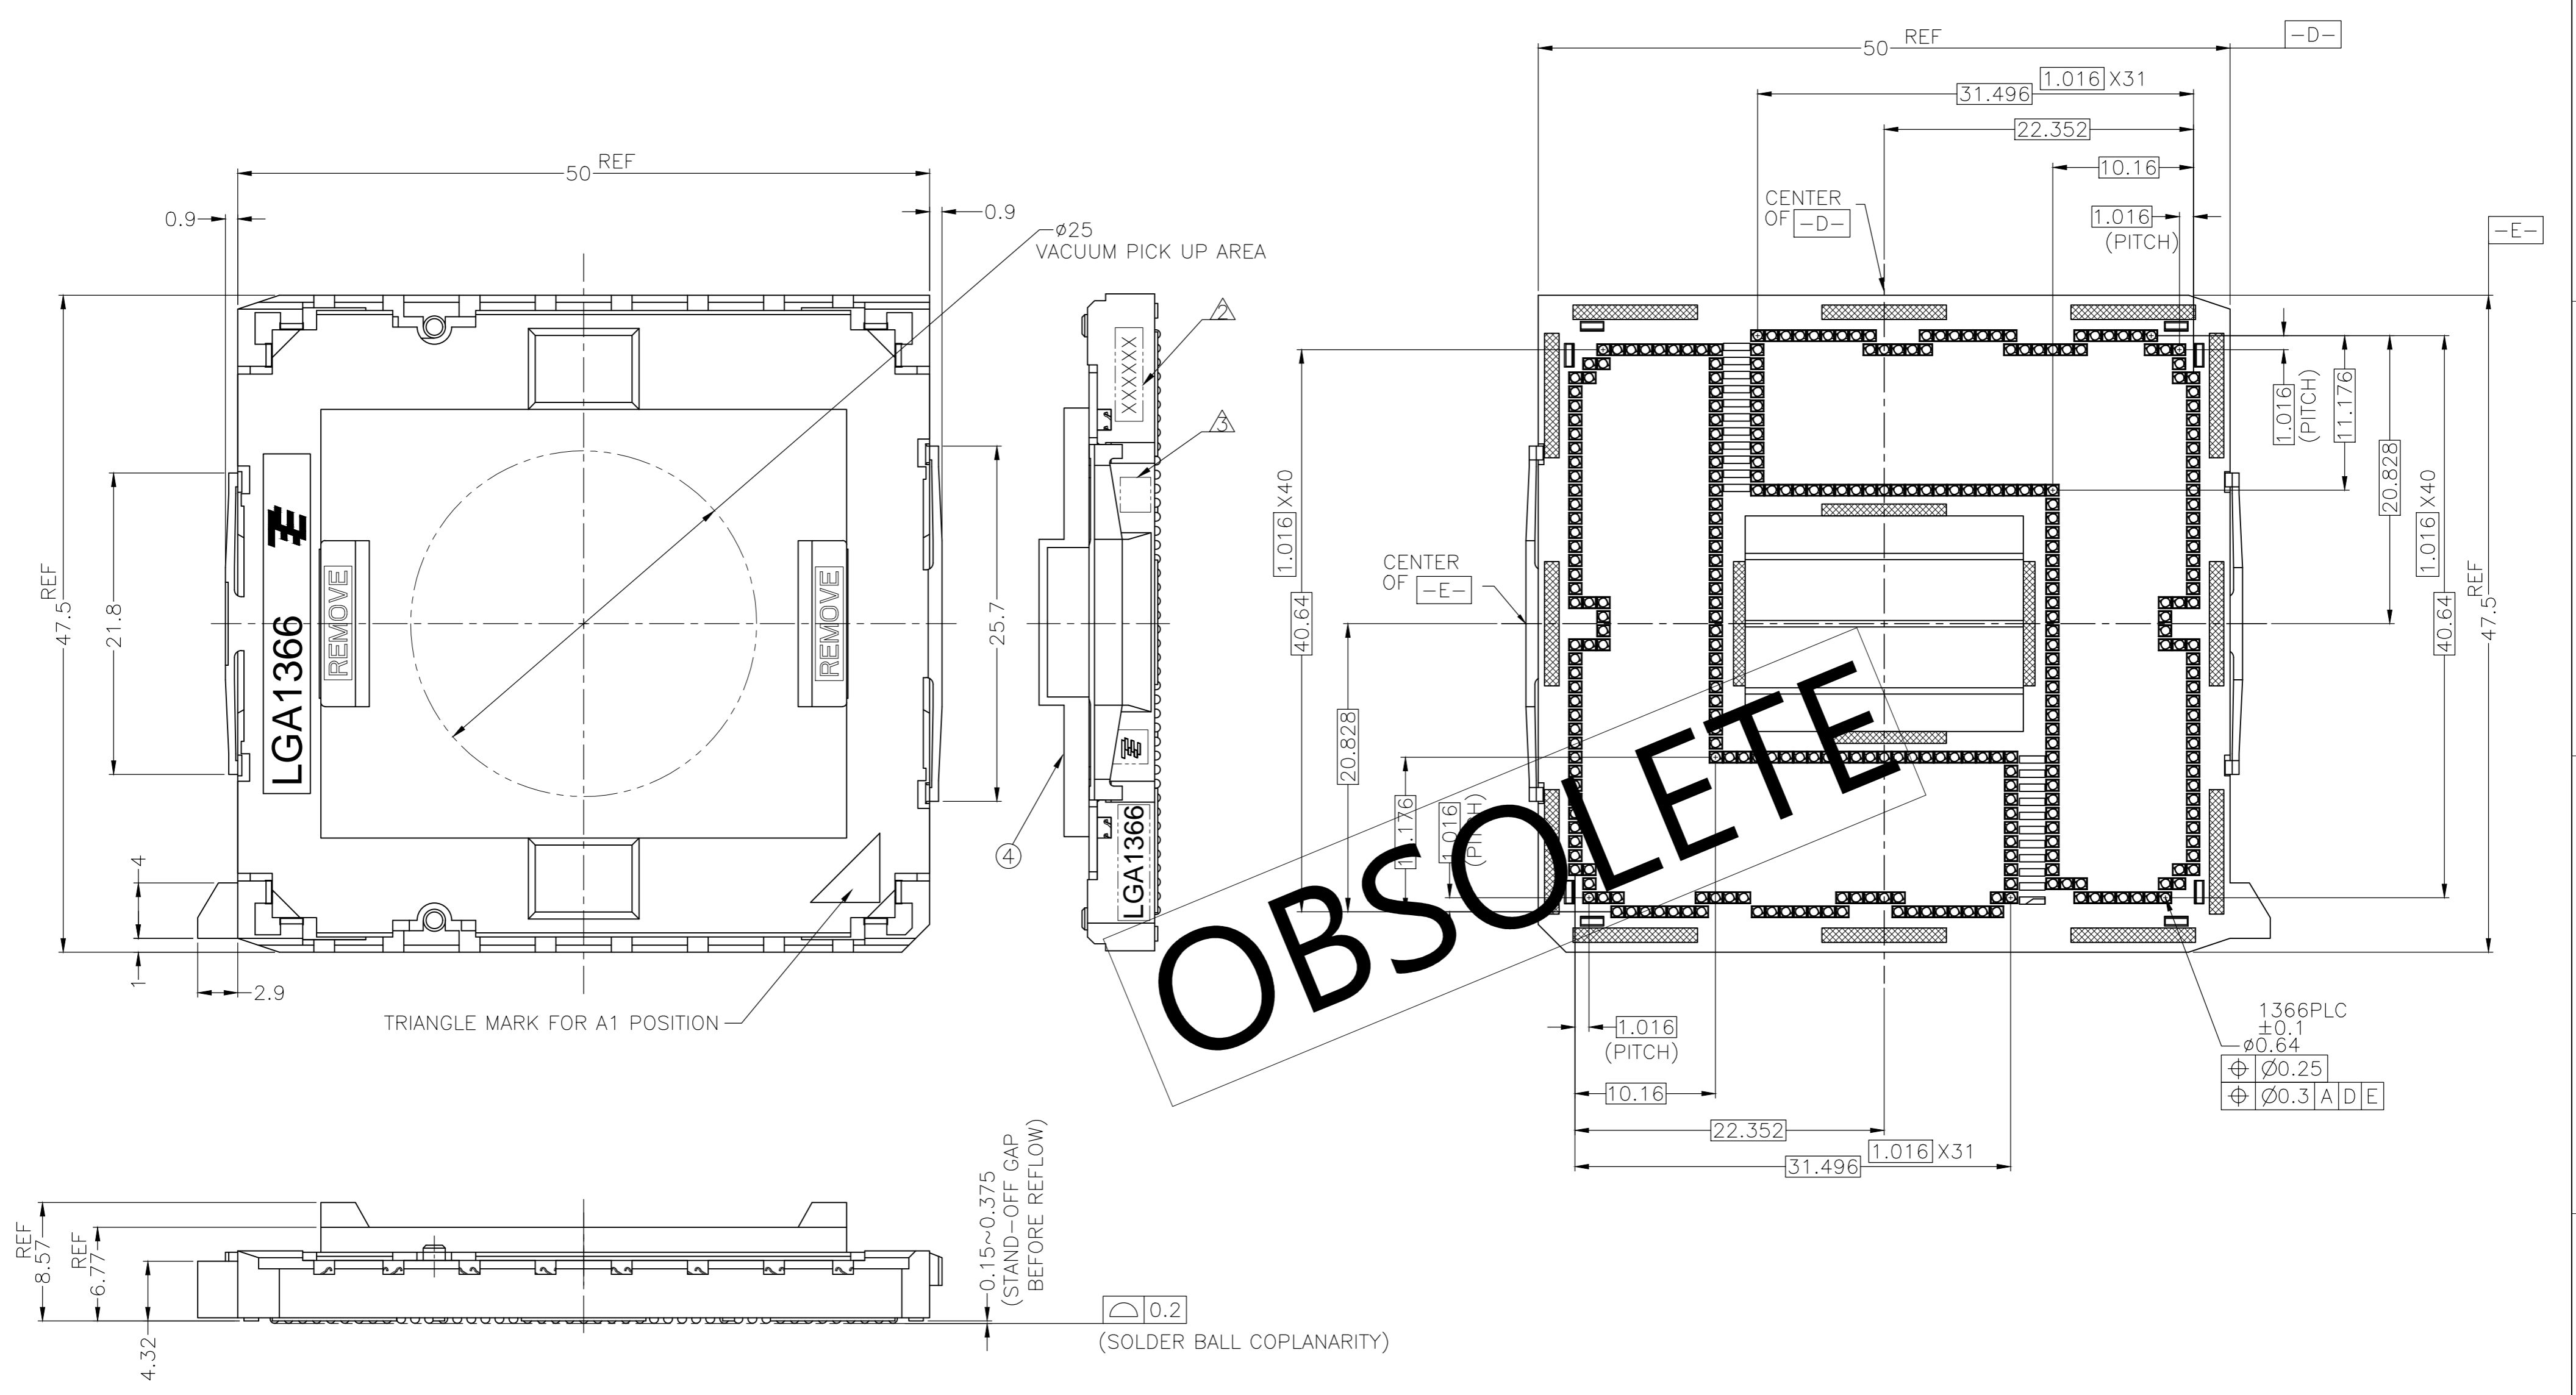 50 REF
0.9
0.9
ø25
VACUUM PICK UP AREA
47.5 REF
21.8
25.7
LGA1366
REMOVE
REMOVE
4
1
2.9
TRIANGLE MARK FOR A1 POSITION
XXXXXX
2
3
4
LGA1366
REF
8.57
REF
6.77
4.32
0.15~0.375
(STAND-OFF GAP
BEFORE REFLOW)
0.2
(SOLDER BALL COPLANARITY)
50 REF
-D-
1.016 X31
31.496
22.352
10.16
CENTER
OF -D-
1.016
(PITCH)
-E-
1.016 X40
40.64
CENTER
OF -E-
20.828
11.176
1.016
(PITCH)
1.016
(PITCH)
11.176
20.828
1.016 X40
40.64
47.5 REF
OBSOLETE
1.016
(PITCH)
10.16
22.352
1.016 X31
31.496
1366PLC
±0.1
ø0.64
Ø0.25
Ø0.3 A D E